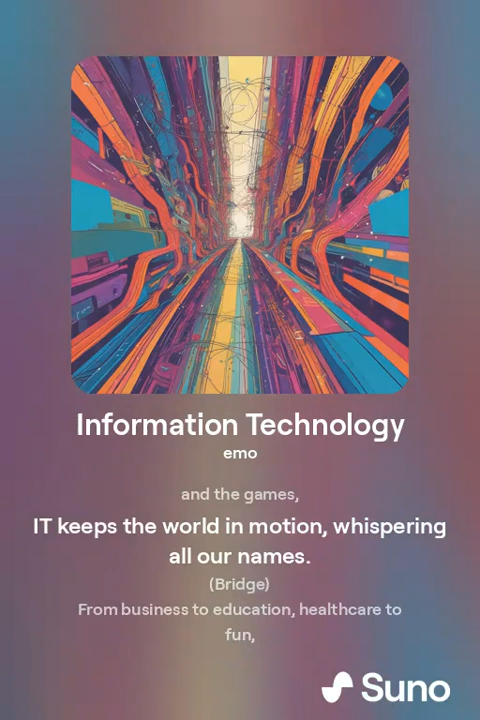 Information Technology
emo
and the games,
IT keeps the world in motion, whispering
all our names.
(Bridge)
From business to education, healthcare to
fun,
Suno